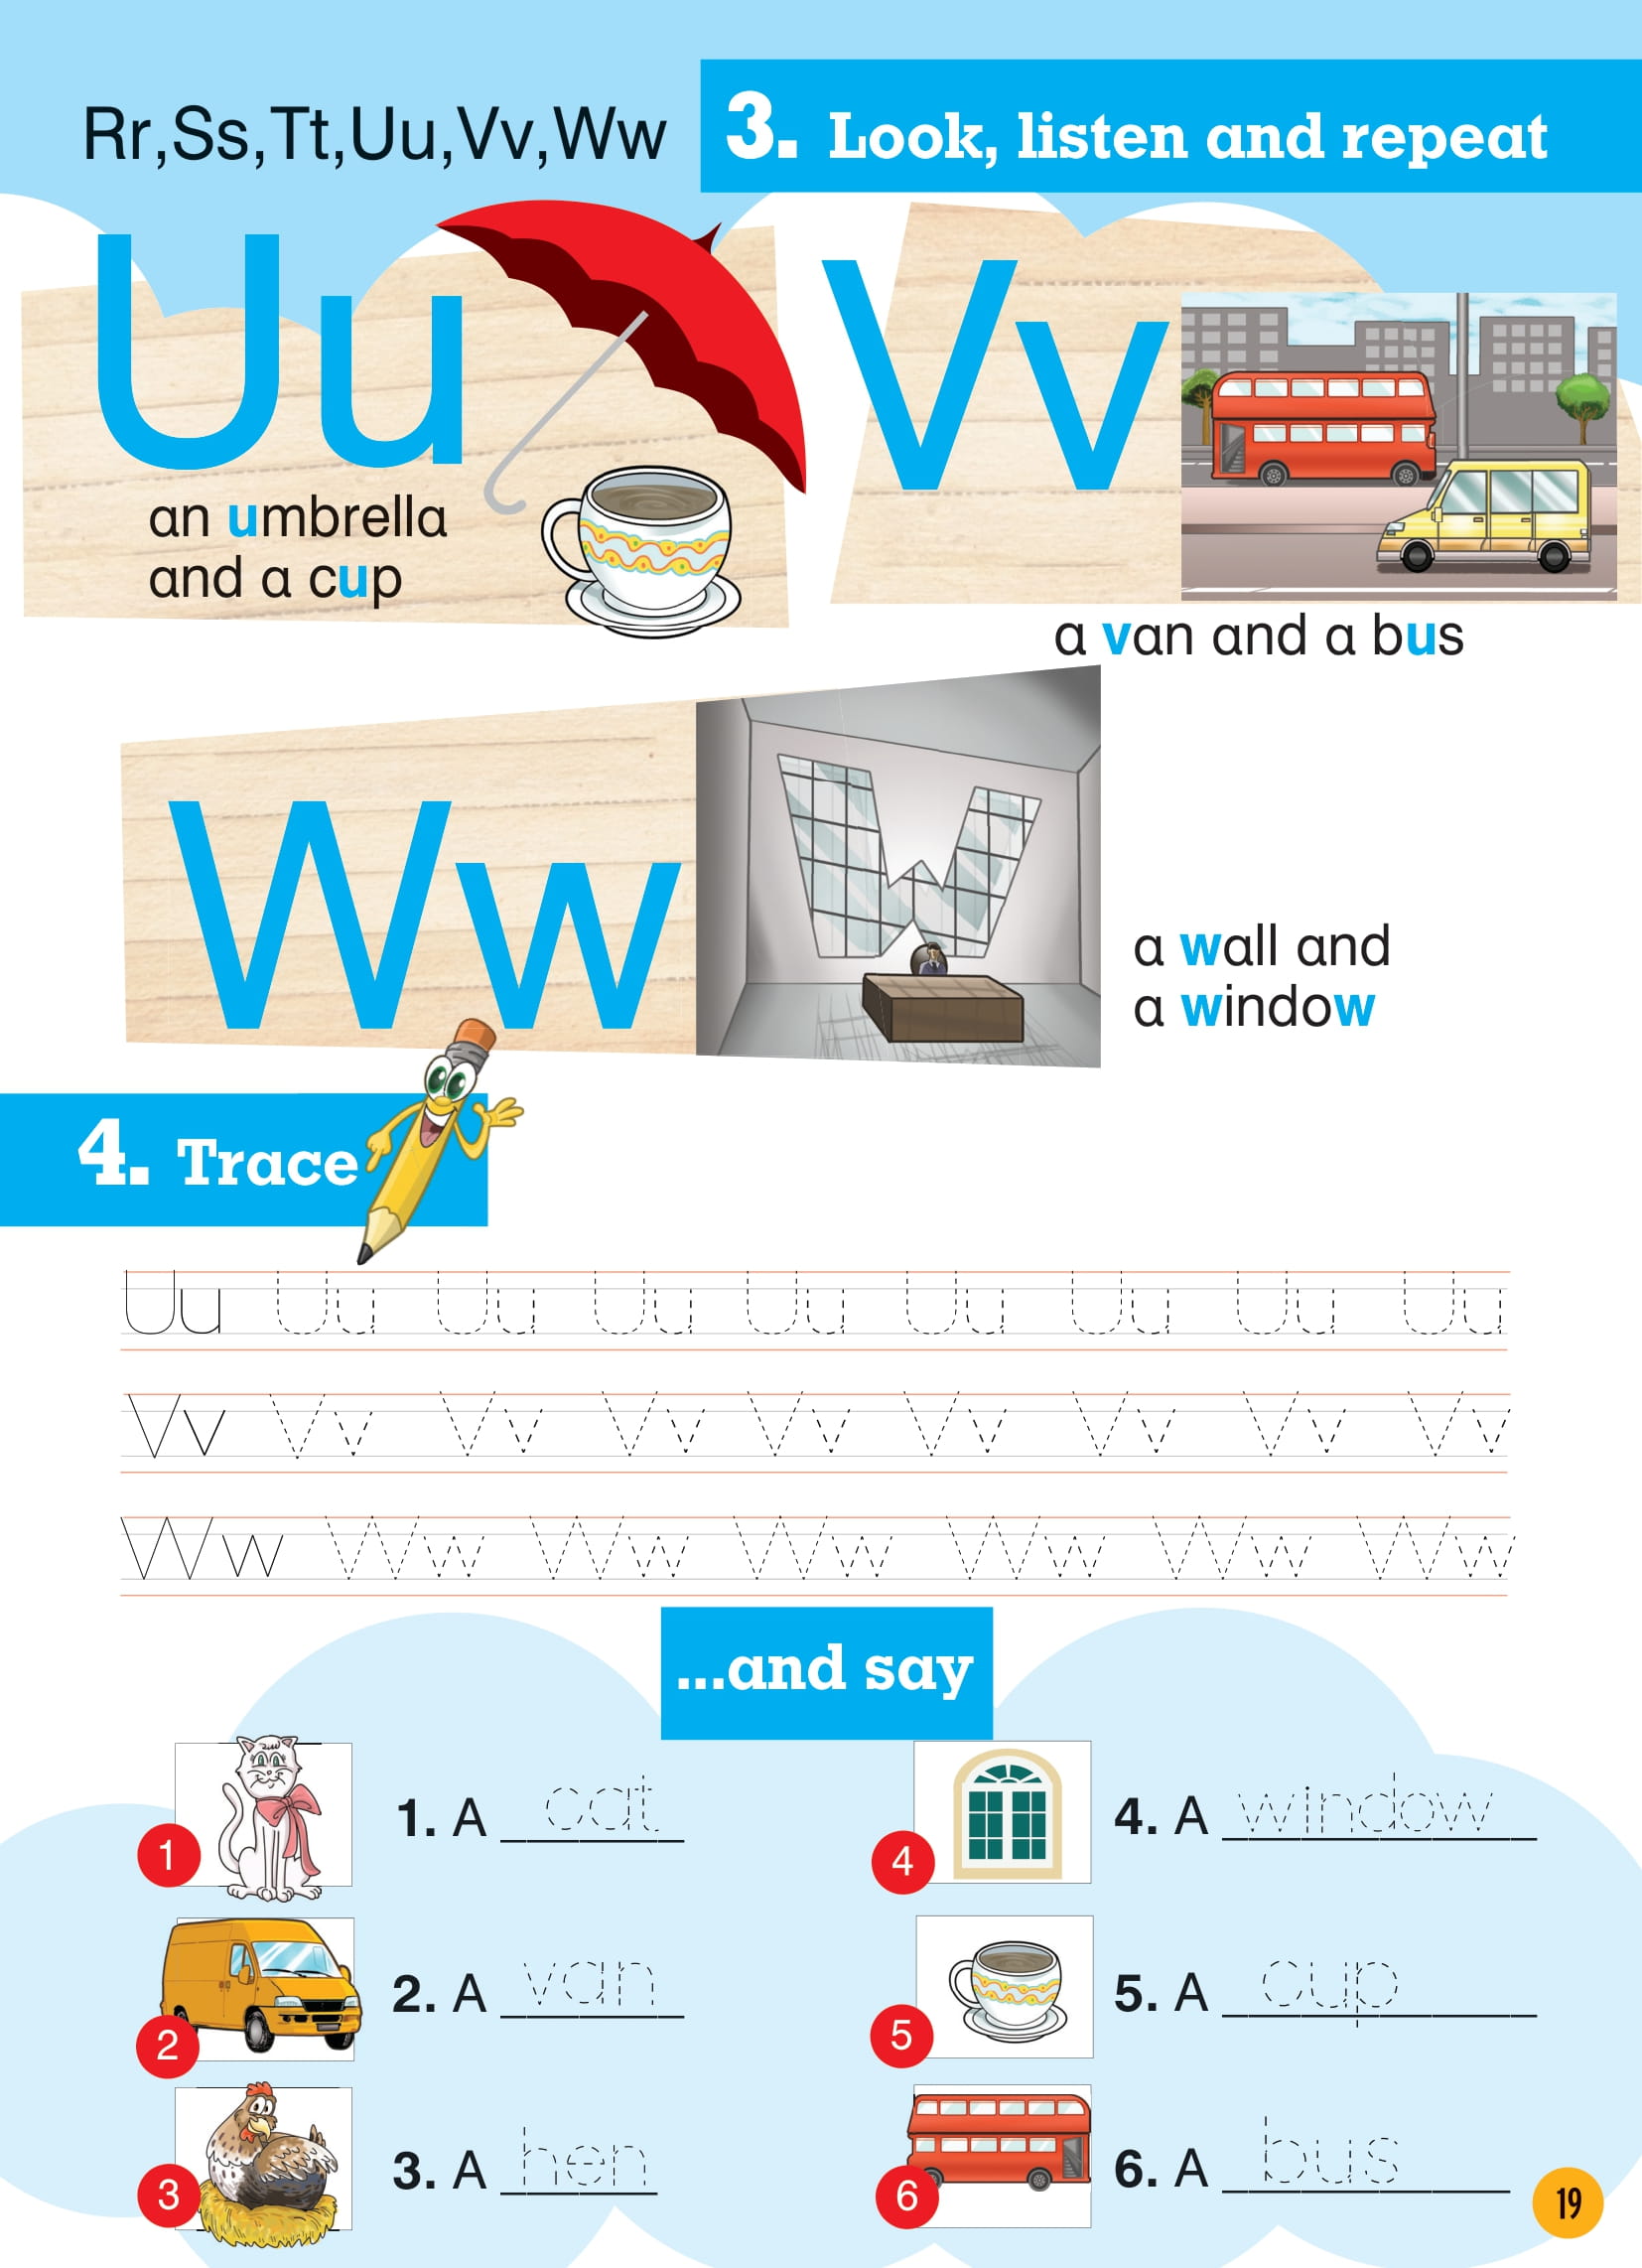 Rr,Ss,Tt,Uu,Vv,Ww
3. Look, listen and repeat
Uu
an umbrella
and a cup
Vv
a van and a bus
Ww
a wall and
a window
4. Trace
Uu Uu Uu Uu Uu Uu Uu Uu Uu
Vv Vv Vv Vv Vv Vv Vv Vv Vv
Ww Ww Ww Ww Ww Ww Ww
...and say
1
1. A cat
2
2. A van
3
3. A hen
4
4. A window
5
5. A cup
6
6. A bus
19